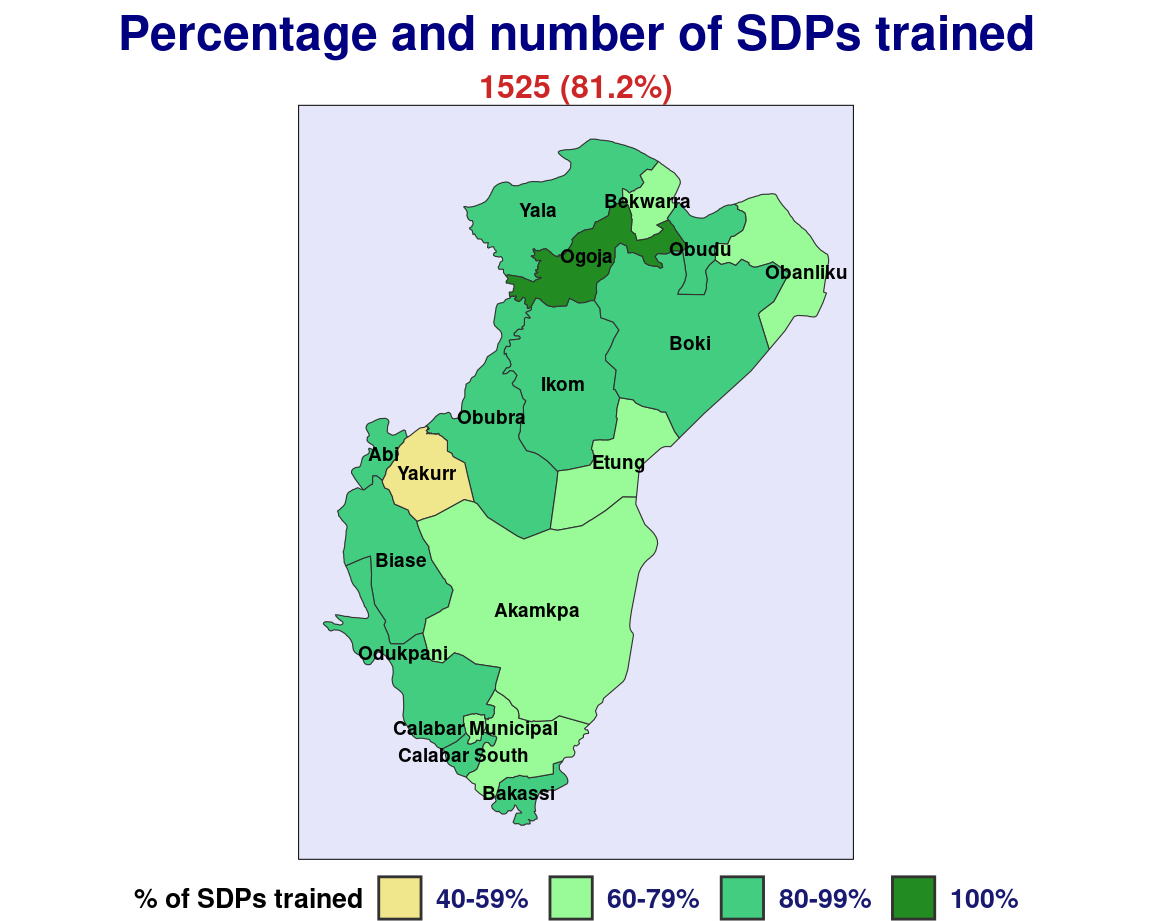 Percentage and number of SDPs trained
1525 (81.2%)
Bekwarra
Yala
Obudu
Ogoja
Obanliku
Boki
Ikom
Obubra
Abi
Etung
Yakurr
Biase
Akamkpa
Odukpani
Calabar Municipal
Calabar South
Bakassi
% of SDPs trained 40-59% 60-79% 80-99% 100%